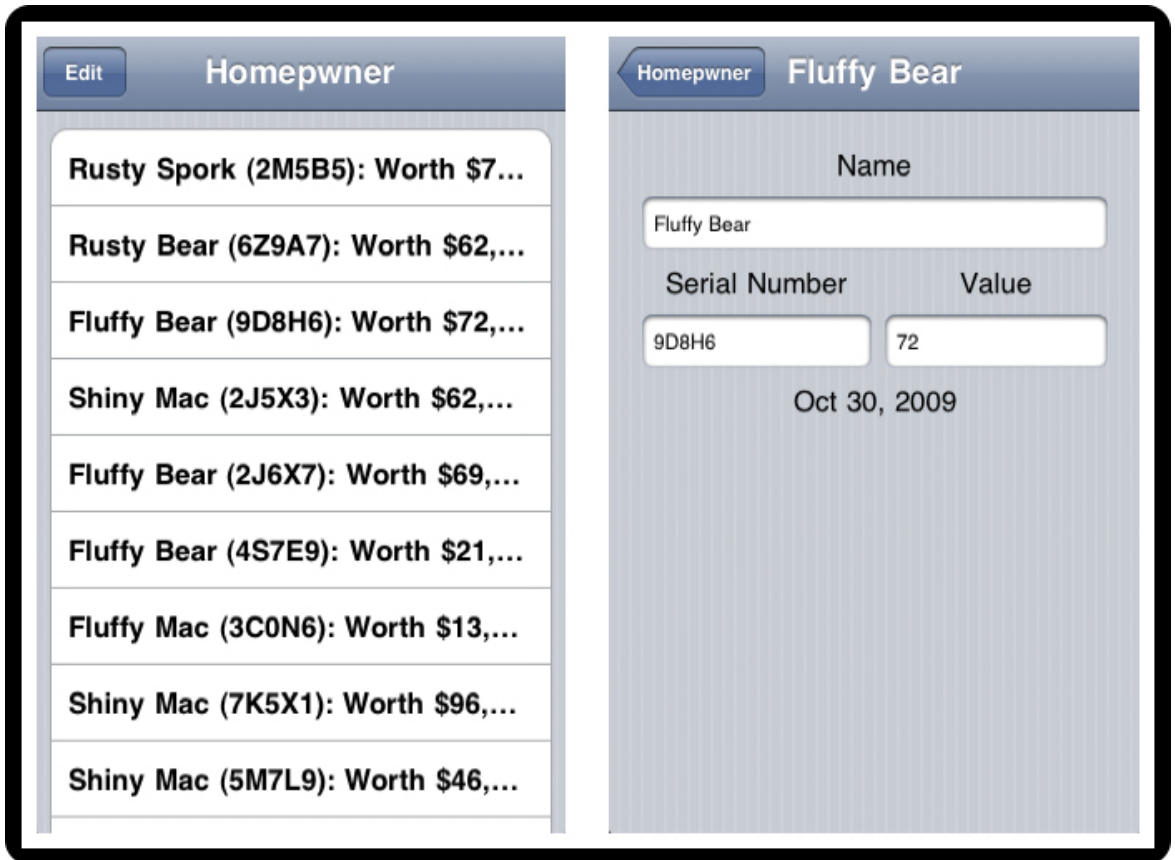 Edit
Homepwner
Rusty Spork (2M5B5): Worth $7...
Rusty Bear (6Z9A7): Worth $62,...
Fluffy Bear (9D8H6): Worth $72,...
Shiny Mac (2J5X3): Worth $62,...
Fluffy Bear (2J6X7): Worth $69,...
Fluffy Bear (4S7E9): Worth $21,...
Fluffy Mac (3C0N6): Worth $13,...
Shiny Mac (7K5X1): Worth $96,...
Shiny Mac (5M7L9): Worth $46,...
Homepwner
Fluffy Bear
Name
Fluffy Bear
Serial Number Value
9D8H6 72
Oct 30, 2009